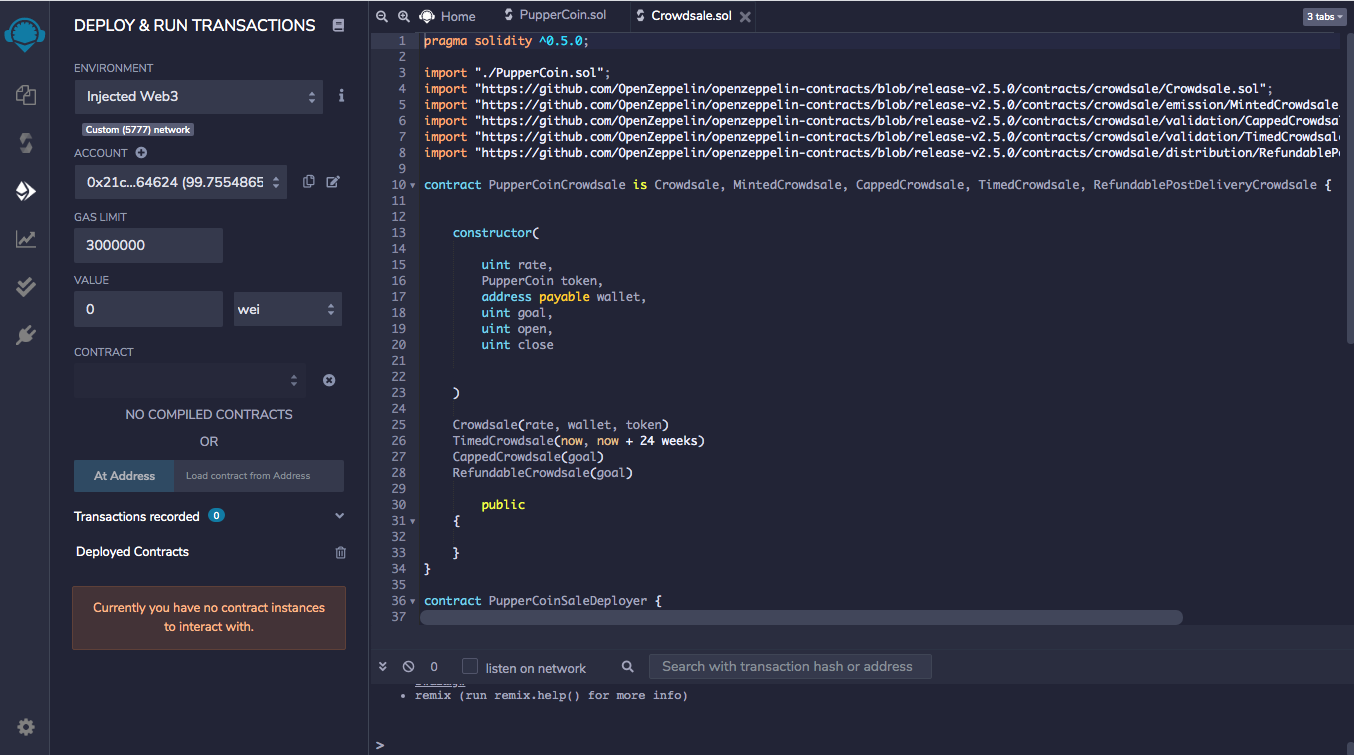 DEPLOY & RUN TRANSACTIONS
ENVIRONMENT
Injected Web3
Custom (5777) network
ACCOUNT
0x21c...64624 (99.7554865
GAS LIMIT
3000000
VALUE
0
wei
CONTRACT
NO COMPILED CONTRACTS
OR
At Address
Load contract from Address
Transactions recorded 0
Deployed Contracts
Currently you have no contract instances
to interact with.
Home
PupperCoin.sol
Crowdsale.sol
3 tabs
1 pragma solidity ^0.5.0;
2
3 import "./PupperCoin.sol";
4 import "https://github.com/OpenZeppelin/openzeppelin-contracts/blob/release-v2.5.0/contracts/crowdsale/Crowdsale.sol";
5 import "https://github.com/OpenZeppelin/openzeppelin-contracts/blob/release-v2.5.0/contracts/crowdsale/emission/MintedCrowdsale
6 import "https://github.com/OpenZeppelin/openzeppelin-contracts/blob/release-v2.5.0/contracts/crowdsale/validation/CappedCrowdsa
7 import "https://github.com/OpenZeppelin/openzeppelin-contracts/blob/release-v2.5.0/contracts/crowdsale/validation/TimedCrowdsal
8 import "https://github.com/OpenZeppelin/openzeppelin-contracts/blob/release-v2.5.0/contracts/crowdsale/distribution/RefundableP
9
10 contract PupperCoinCrowdsale is Crowdsale, MintedCrowdsale, CappedCrowdsale, TimedCrowdsale, RefundablePostDeliveryCrowdsale {
11
12
13 constructor(
14
15 uint rate,
16 PupperCoin token,
17 address payable wallet,
18 uint goal,
19 uint open,
20 uint close
21
22
23 )
24
25 Crowdsale(rate, wallet, token)
26 TimedCrowdsale(now, now + 24 weeks)
27 CappedCrowdsale(goal)
28 RefundableCrowdsale(goal)
29
30 public
31 {
32
33 }
34 }
35
36 contract PupperCoinSaleDeployer {
37
0
listen on network
Search with transaction hash or address
• remix (run remix.help() for more info)
>